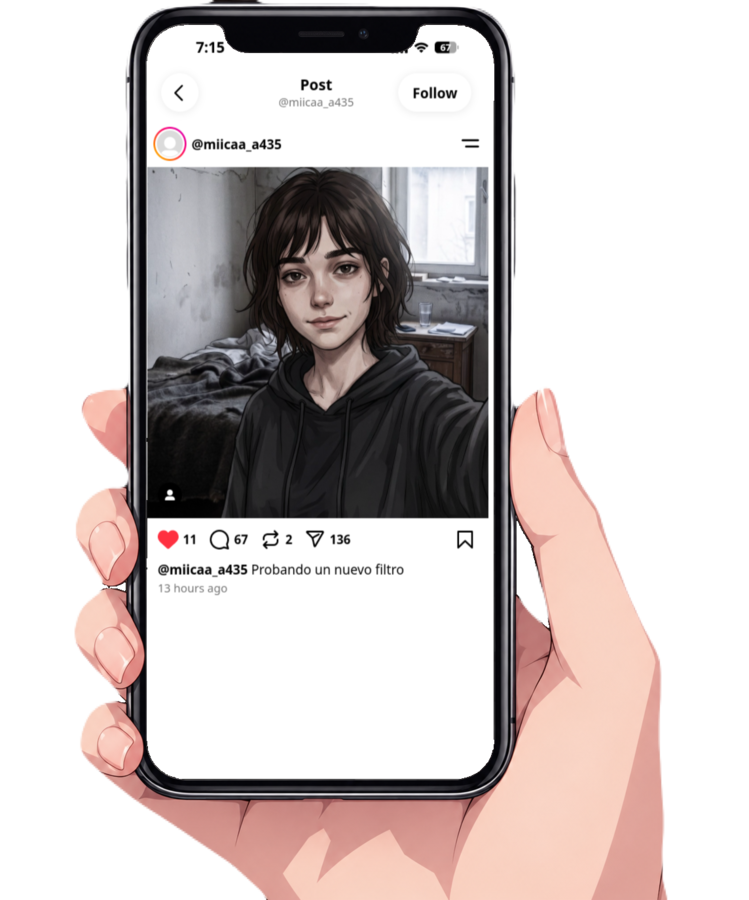 7:15
67
Post
@miicaa_a435
Follow
@miicaa_a435
11 67 2 136
@miicaa_a435 Probando un nuevo filtro
13 hours ago